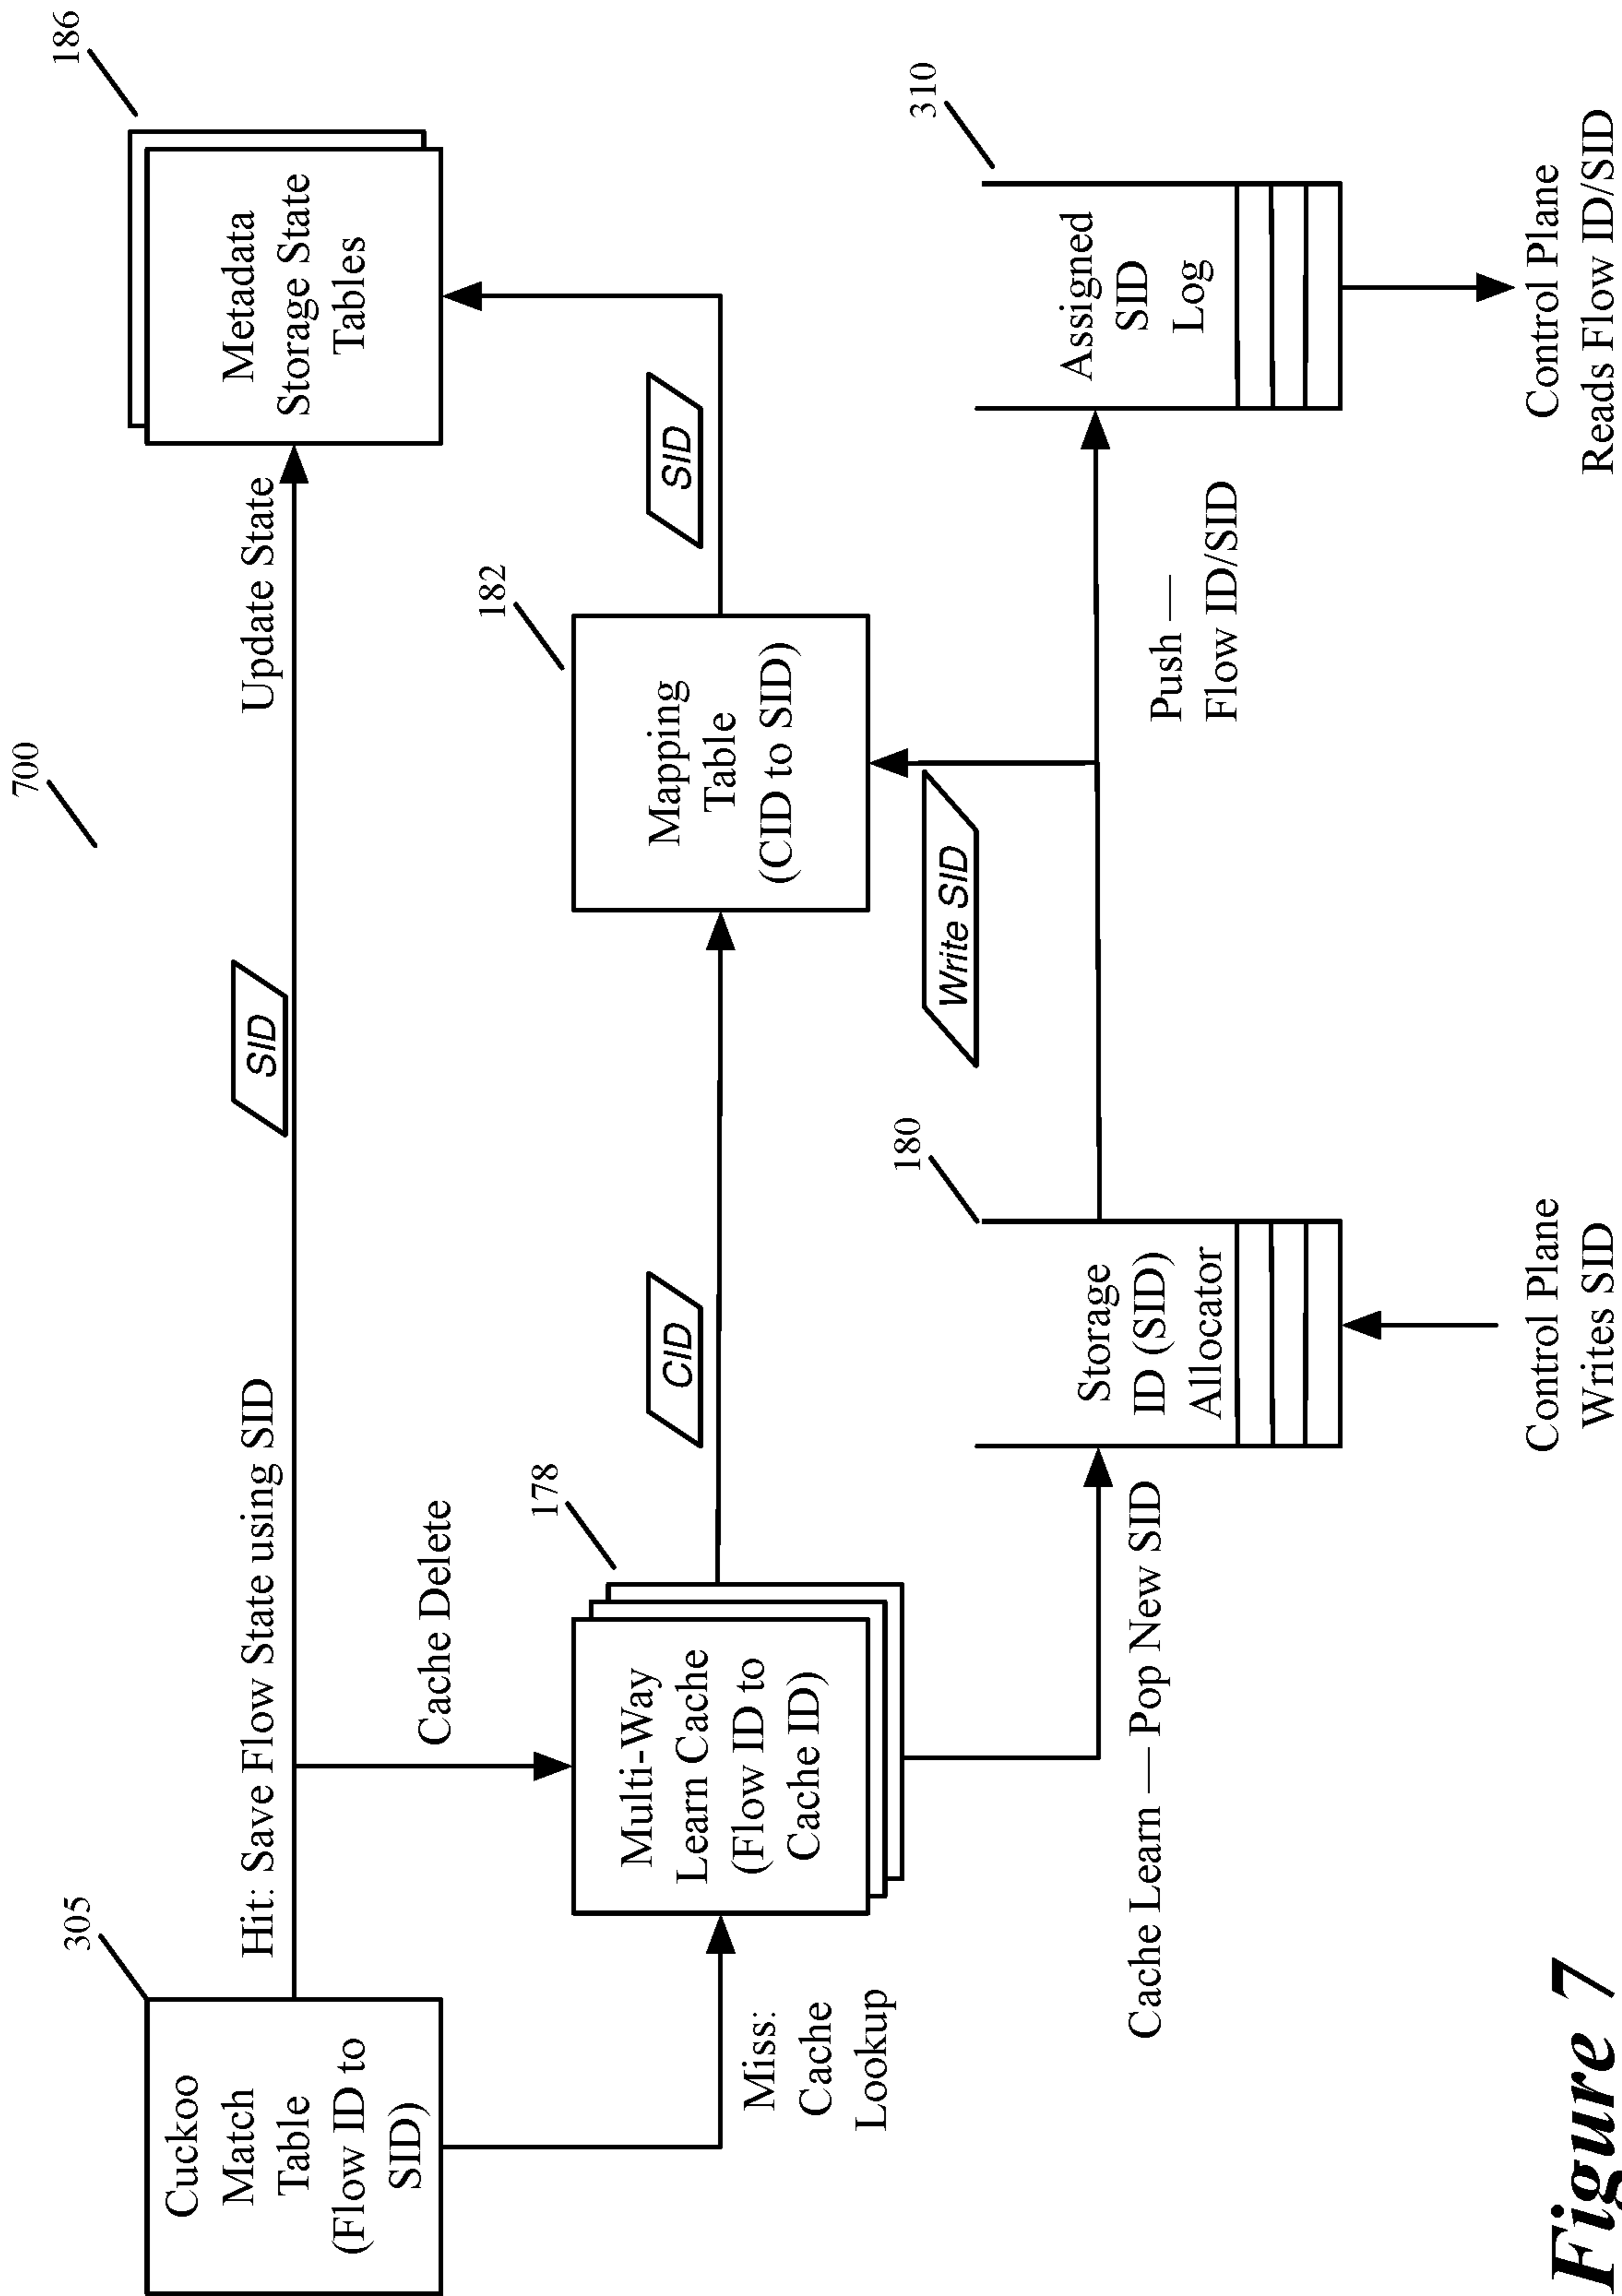 700
305
Cuckoo
Match
Table
(Flow ID to
SID)
Hit: Save Flow State using SID
SID
Update State
186
Metadata
Storage State
Tables
Cache Delete
Miss:
Cache
Lookup
178
Multi-Way
Learn Cache
(Flow ID to
Cache ID)
CID
182
Mapping
Table
(CID to SID)
SID
Cache Learn — Pop New SID
180
Storage
ID (SID)
Allocator
Write SID
Push —
Flow ID/SID
310
Assigned
SID
Log
Control Plane
Writes SID
Control Plane
Reads Flow ID/SID
Figure 7